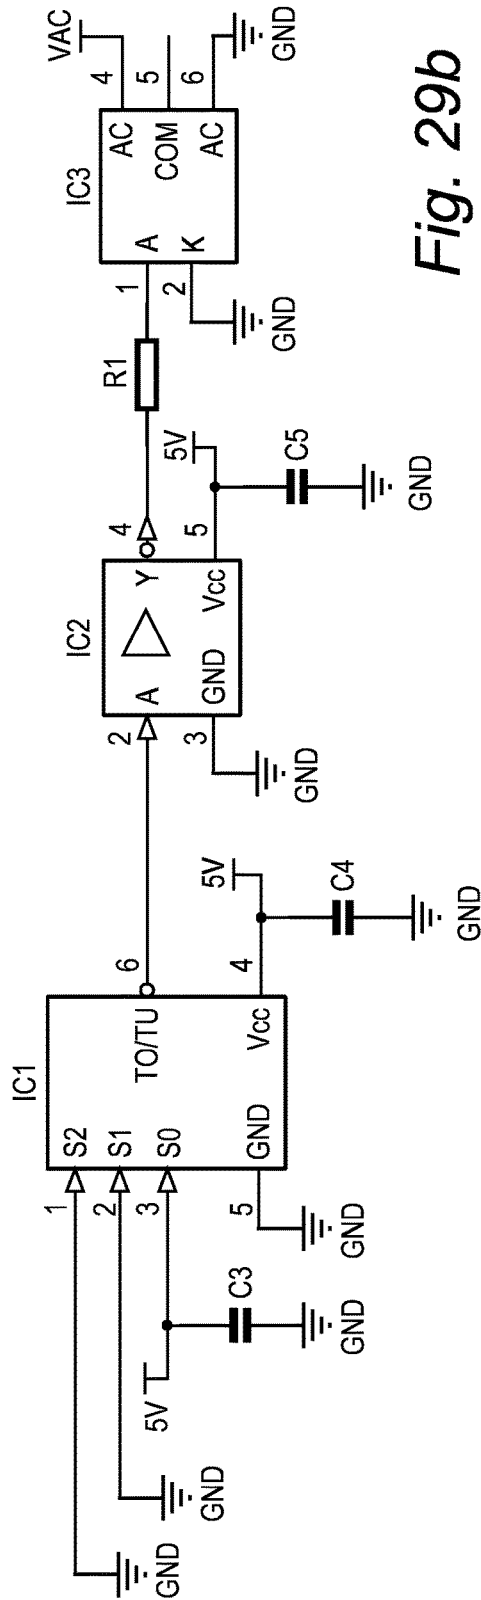 IC1
1
S2
2
S1
3
S0
TO/TU
6
5
GND
Vcc
4
5V
C3
GND
GND
GND
GND
5V
C4
GND
IC2
2
A
Y
4
3
GND
Vcc
5
GND
5V
C5
GND
R1
IC3
1
A
AC
4
VAC
COM
5
2
K
AC
6
GND
GND
Fig. 29b